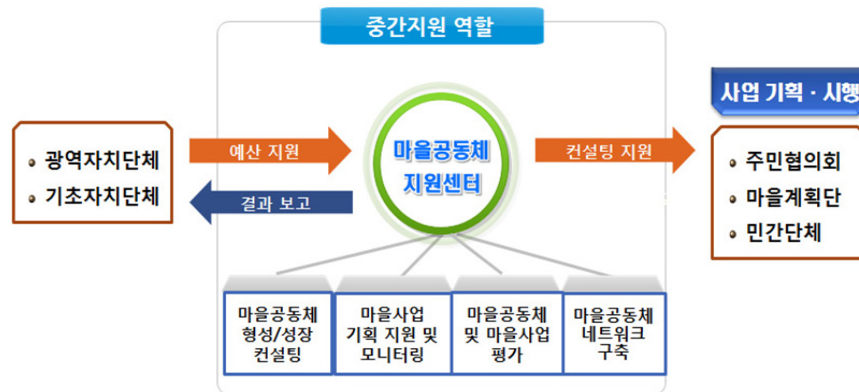 중간지원 역할
사업 기획 · 시행
• 광역자치단체
• 기초자치단체
예산 지원
결과 보고
마을공동체
지원센터
컨설팅 지원
• 주민협의회
• 마을계획단
• 민간단체
마을공동체
형성/성장
컨설팅
마을사업
기획 지원 및
모니터링
마을공동체
및 마을사업
평가
마을공동체
네트워크
구축